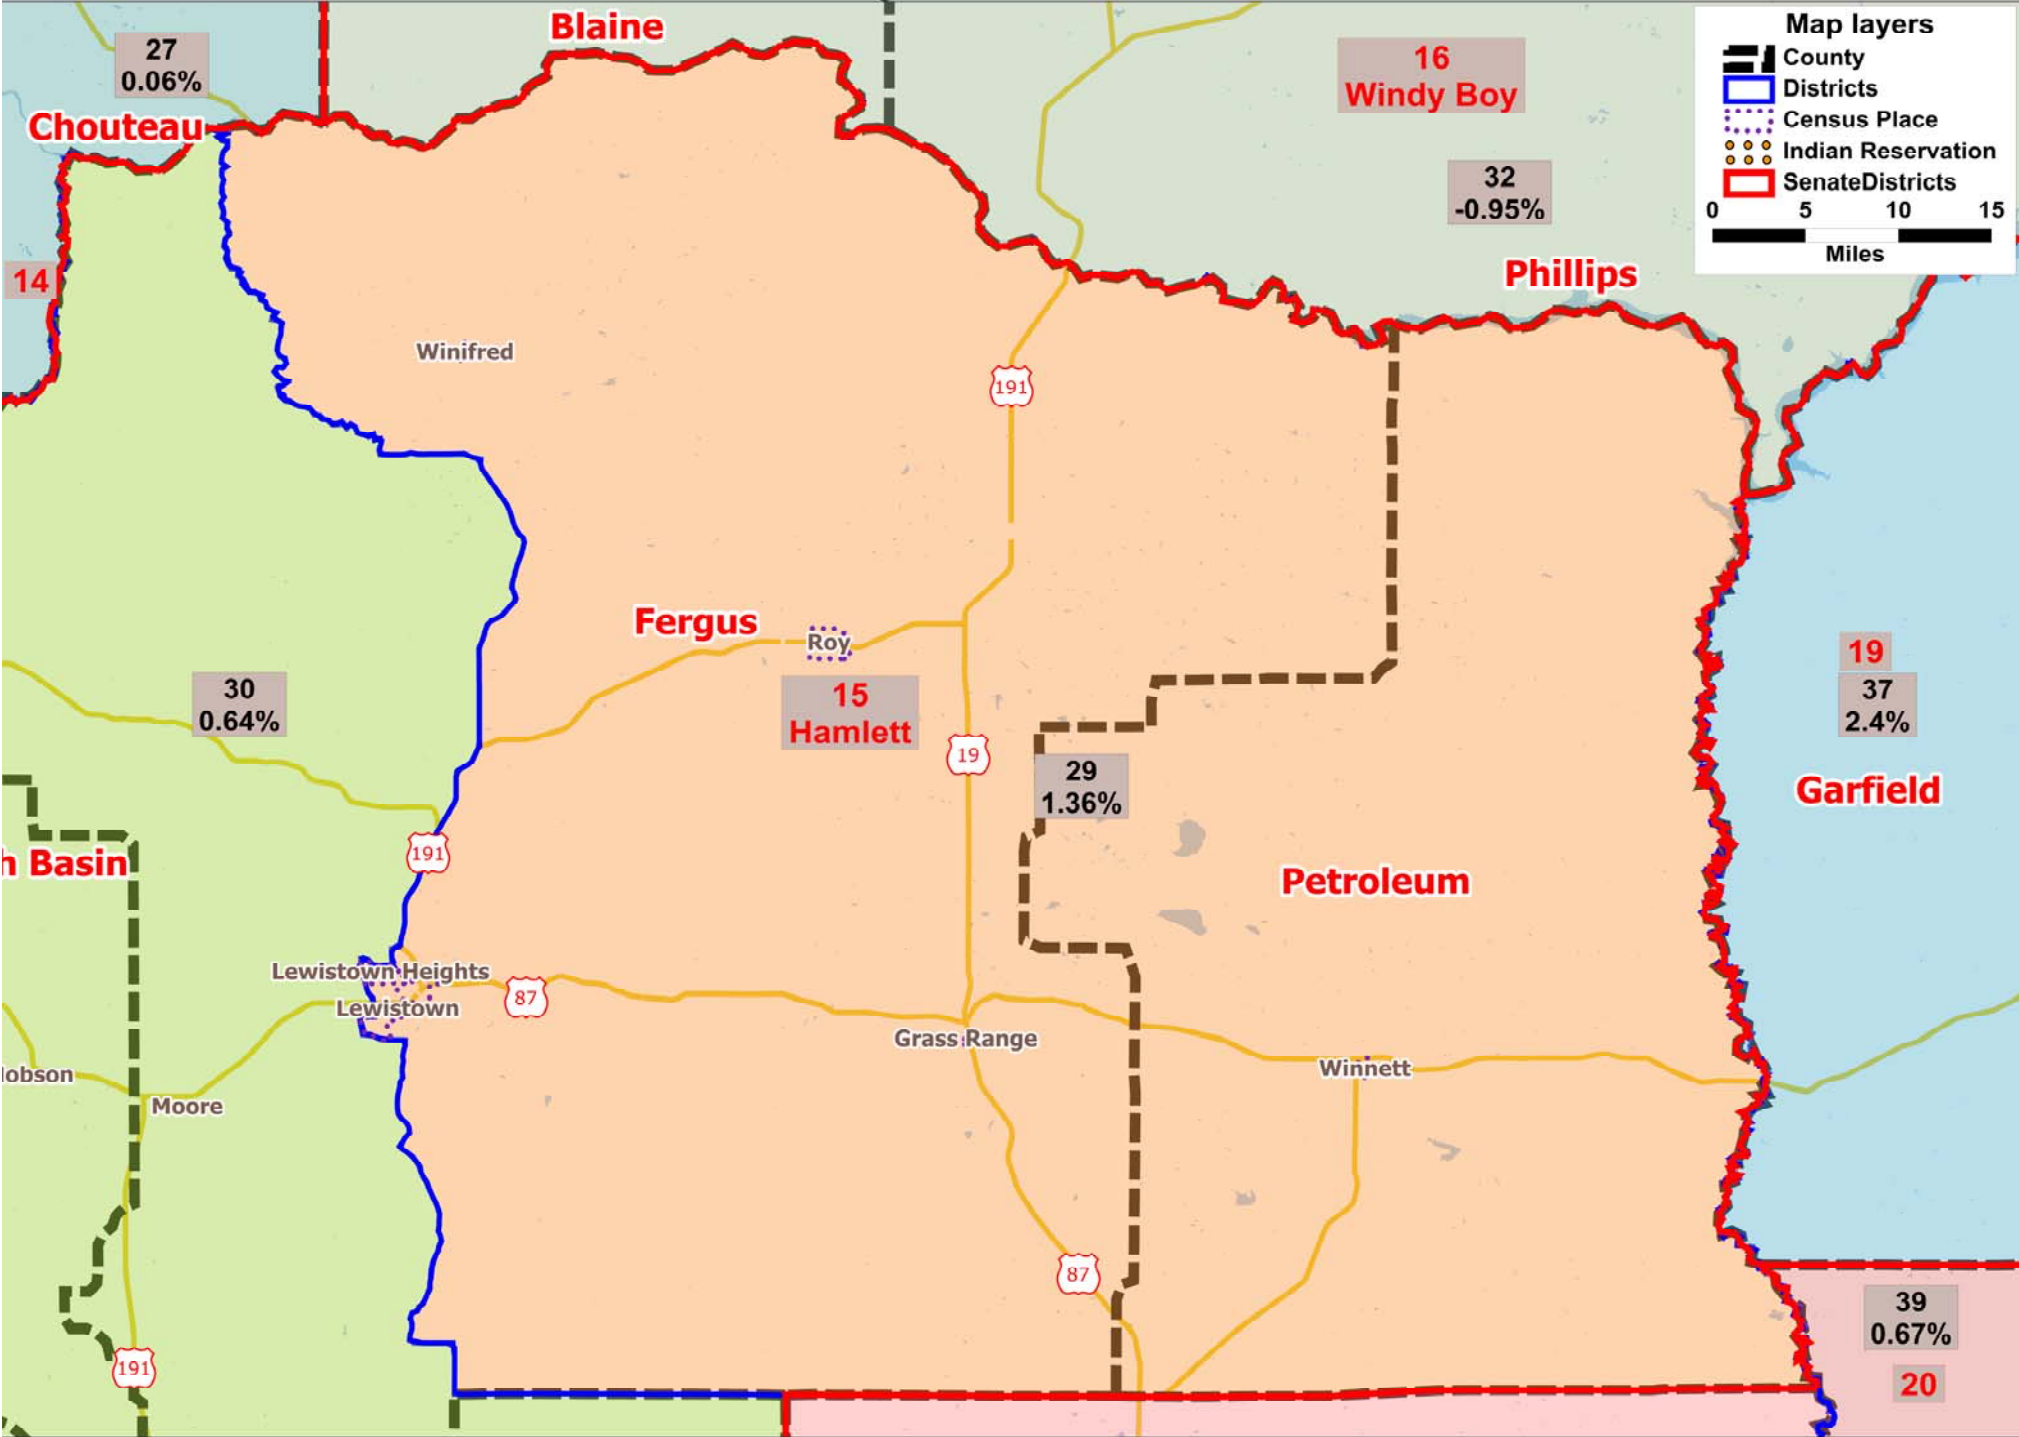 Blaine
27
0.06%
16
Windy Boy
Map layers
County
Districts
Census Place
Indian Reservation
SenateDistricts
0 5 10 15
Miles
Chouteau
32
-0.95%
Phillips
14
Winifred
191
Fergus
Roy
15
Hamlett
19
30
0.64%
19
37
2.4%
29
1.36%
Garfield
191
h Basin
Petroleum
Lewistown Heights
87
Lewistown
Grass Range
Winnett
obson
Moore
87
191
39
0.67%
20